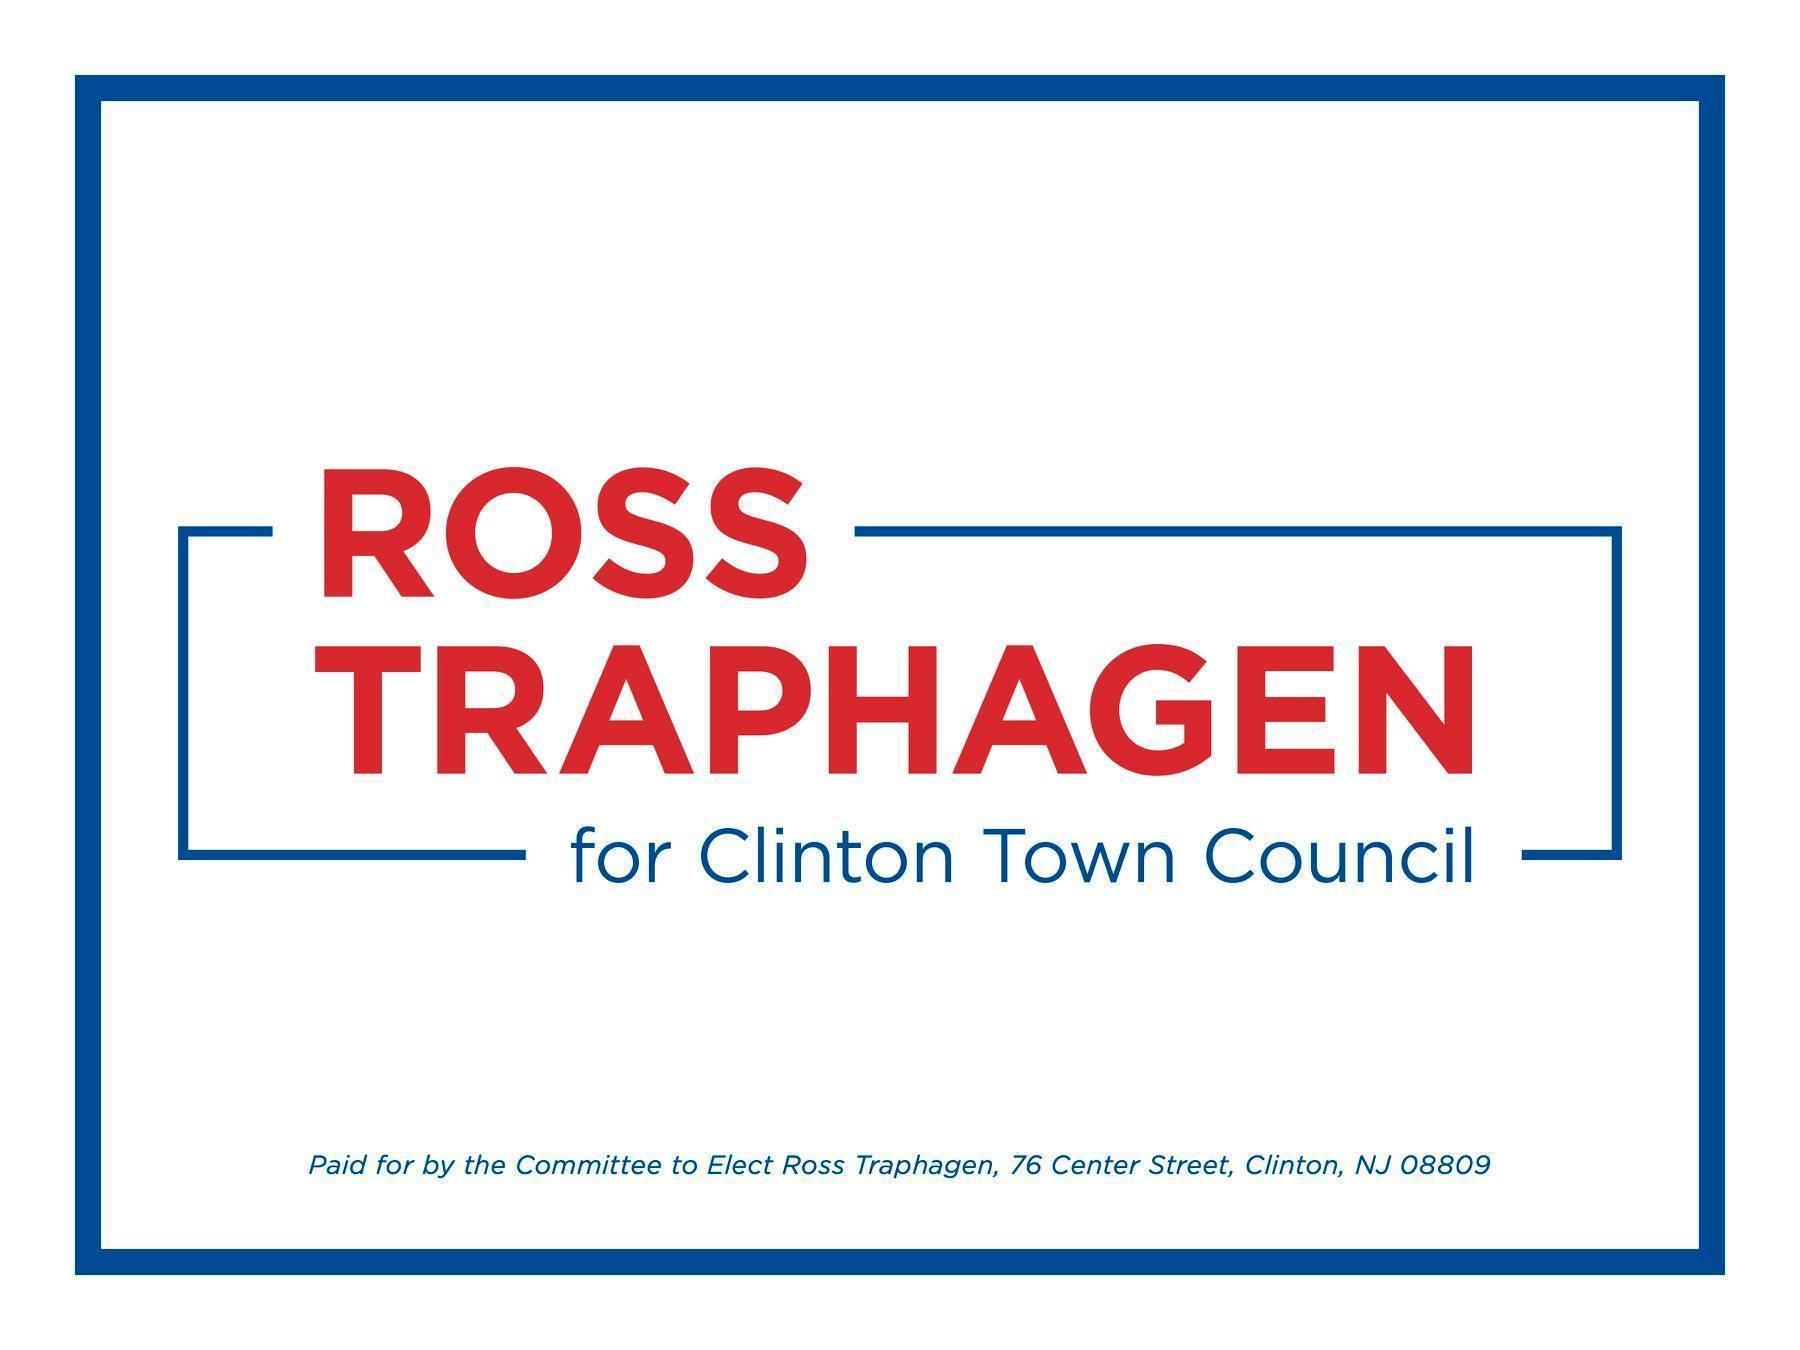 ROSS
TRAPHAGEN
for Clinton Town Council
Paid for by the Committee to Elect Ross Traphagen, 76 Center Street, Clinton, NJ 08809